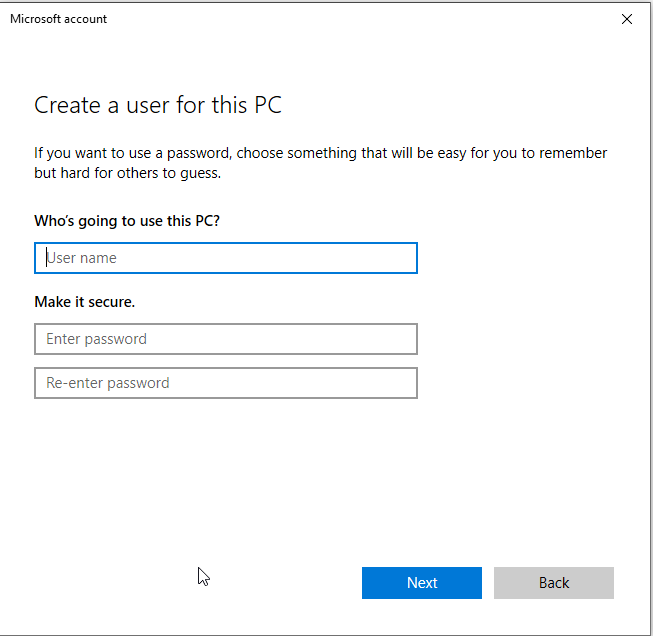 Microsoft account
Create a user for this PC
If you want to use a password, choose something that will be easy for you to remember
but hard for others to guess.
Who's going to use this PC?
User name
Make it secure.
Enter password
Re-enter password
Next
Back